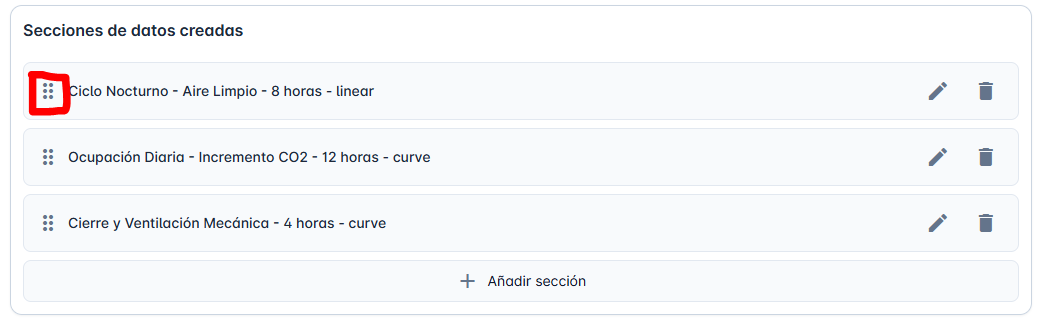 Secciones de datos creadas
Ciclo Nocturno - Aire Limpio - 8 horas - linear
Ocupación Diaria - Incremento CO2 - 12 horas - curve
Cierre y Ventilación Mecánica - 4 horas - curve
Añadir sección